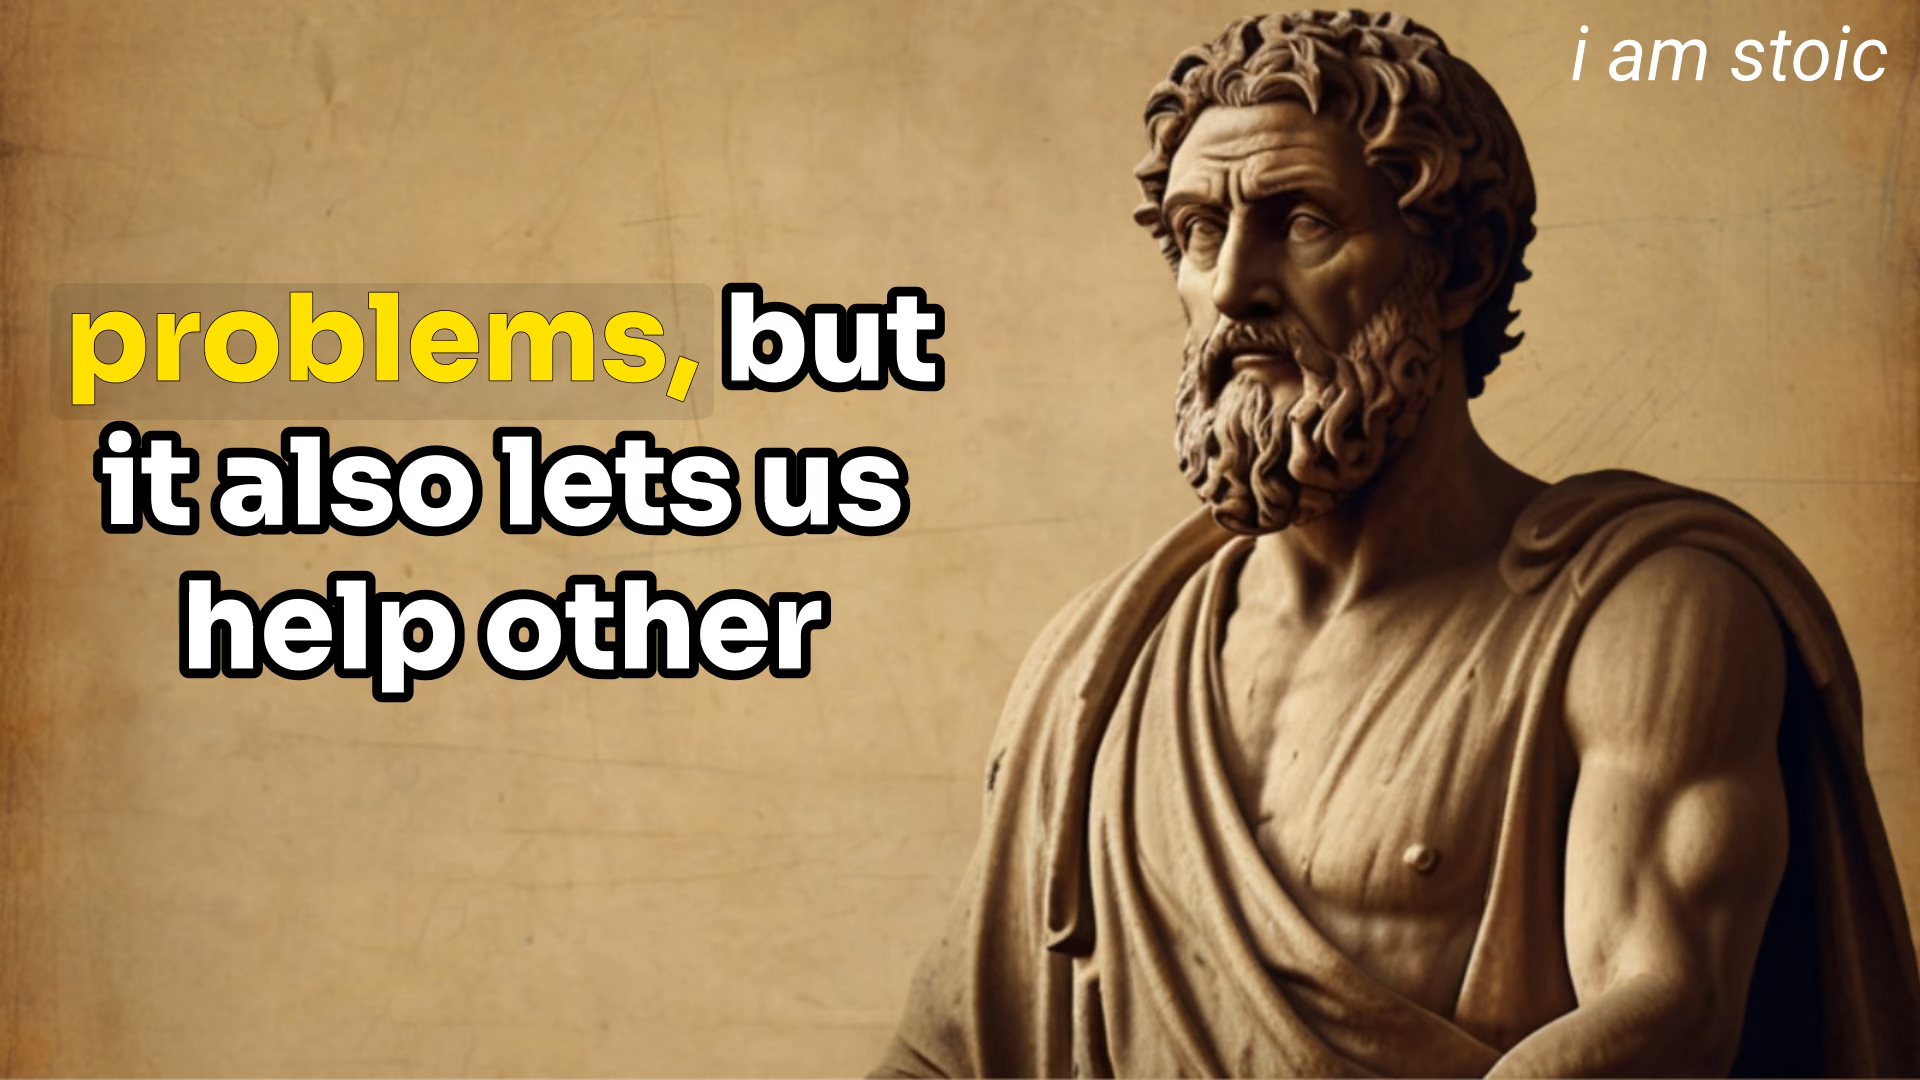 i am stoic
problems, but
it also lets us
help other